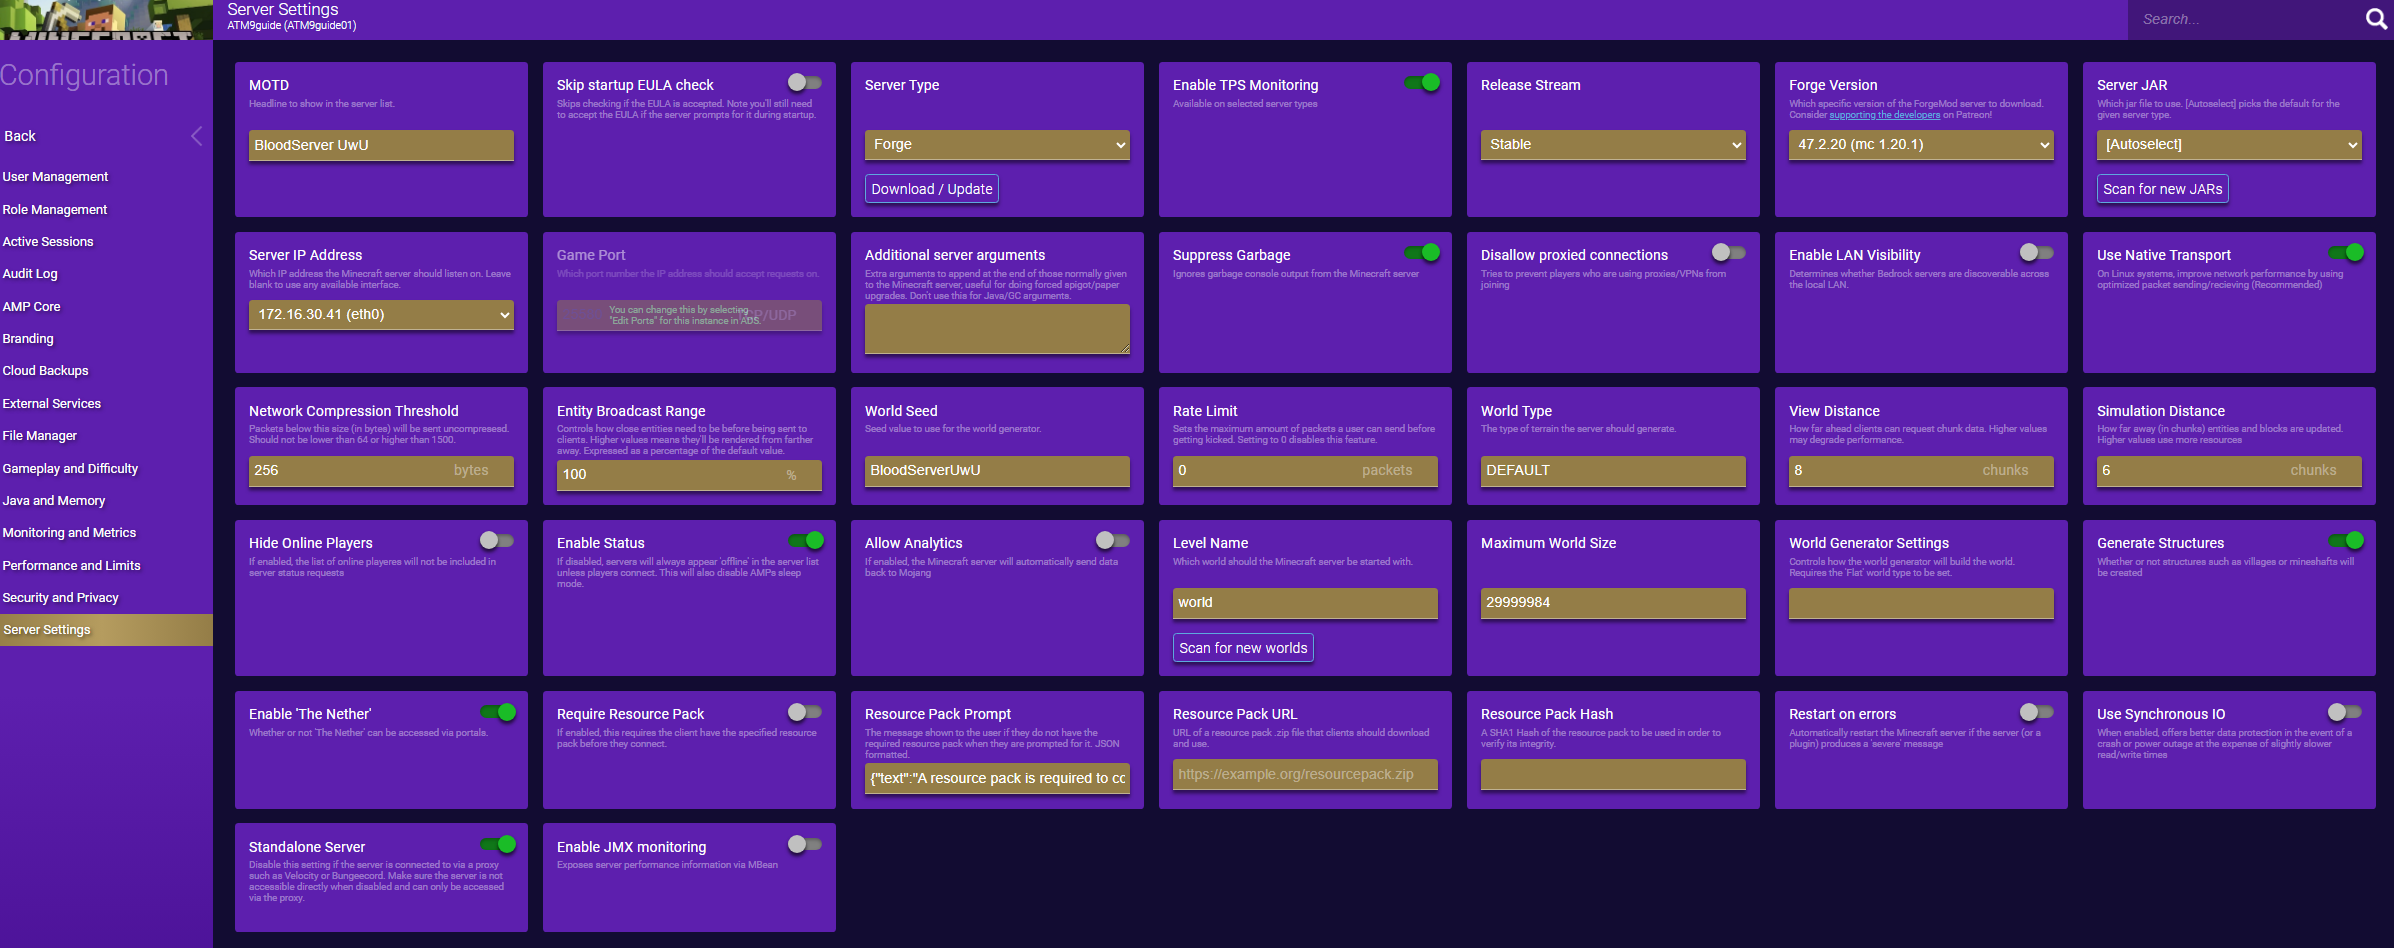 MINECRAFT
Server Settings
ATM9guide (ATM9guide01)
Search...
Configuration
Back
User Management
Role Management
Active Sessions
Audit Log
AMP Core
Branding
Cloud Backups
External Services
File Manager
Gameplay and Difficulty
Java and Memory
Monitoring and Metrics
Performance and Limits
Security and Privacy
Server Settings
MOTD
Headline to show in the server list.
BloodServer UwU
Skip startup EULA check
Skips checking if the EULA is accepted. Note you'll still need
to accept the EULA if the server prompts for it during startup.
Server Type
Forge
Download / Update
Enable TPS Monitoring
Available on selected server types
Release Stream
Stable
Forge Version
Which specific version of the ForgeMod server to download.
Consider supporting the developers on Patreon!
47.2.20 (mc 1.20.1)
Server JAR
Which jar file to use. [Autoselect] picks the default for the
given server type.
[Autoselect]
Scan for new JARs
Server IP Address
Which IP address the Minecraft server should listen on. Leave
blank to use any available interface.
172.16.30.41 (eth0)
Game Port
Which port number the IP address should accept requests on.
You can change this by selecting
"Edit Ports" for this instance in ADS.
TCP/UDP
Additional server arguments
Extra arguments to append at the end of those normally given
to the Minecraft server, useful for doing forced spigot/paper
upgrades. Don't use this for Java/GC arguments.
Suppress Garbage
Ignores garbage console output from the Minecraft server
Disallow proxied connections
Tries to prevent players who are using proxies/VPNs from
joining
Enable LAN Visibility
Determines whether Bedrock servers are discoverable across
the local LAN.
Use Native Transport
On Linux systems, improve network performance by using
optimized packet sending/recieving (Recommended)
Network Compression Threshold
Packets below this size (in bytes) will be sent uncompressesd.
Should not be lower than 64 or higher than 1500.
256 bytes
Entity Broadcast Range
Controls how close entities need to be before being sent to
clients. Higher values means they'll be rendered from farther
away. Expressed as a percentage of the default value.
100 %
World Seed
Seed value to use for the world generator.
BloodServerUwU
Rate Limit
Sets the maximum amount of packets a user can send before
getting kicked. Setting to 0 disables this feature.
0 packets
World Type
The type of terrain the server should generate.
DEFAULT
View Distance
How far ahead clients can request chunk data. Higher values
may degrade performance.
8 chunks
Simulation Distance
How far away (in chunks) entities and blocks are updated.
Higher values use more resources
6 chunks
Hide Online Players
If enabled, the list of online playeres will not be included in
server status requests
Enable Status
If disabled, servers will always appear 'offline' in the server list
unless players connect. This will also disable AMPs sleep
mode.
Allow Analytics
If enabled, the Minecraft server will automatically send data
back to Mojang
Level Name
Which world should the Minecraft server be started with.
world
Scan for new worlds
Maximum World Size
29999984
World Generator Settings
Controls how the world generator will build the world.
Requires the 'Flat' world type to be set.
Generate Structures
Whether or not structures such as villages or mineshafts will
be created
Enable 'The Nether'
Whether or not 'The Nether' can be accessed via portals.
Require Resource Pack
If enabled, this requires the client have the specified resource
pack before they connect.
Resource Pack Prompt
The message shown to the user if they do not have the
required resource pack when they are prompted for it. JSON
formatted.
{"text":"A resource pack is required to cc
Resource Pack URL
URL of a resource pack .zip file that clients should download
and use.
https://example.org/resourcepack.zip
Resource Pack Hash
A SHA1 Hash of the resource pack to be used in order to
verify its integrity.
Restart on errors
Automatically restart the Minecraft server if the server (or a
plugin) produces a 'severe' message
Use Synchronous IO
When enabled, offers better data protection in the event of a
crash or power outage at the expense of slightly slower
read/write times
Standalone Server
Disable this setting if the server is connected to via a proxy
such as Velocity or Bungeecord. Make sure the server is not
accessible directly when disabled and can only be accessed
via the proxy.
Enable JMX monitoring
Exposes server performance information via MBean